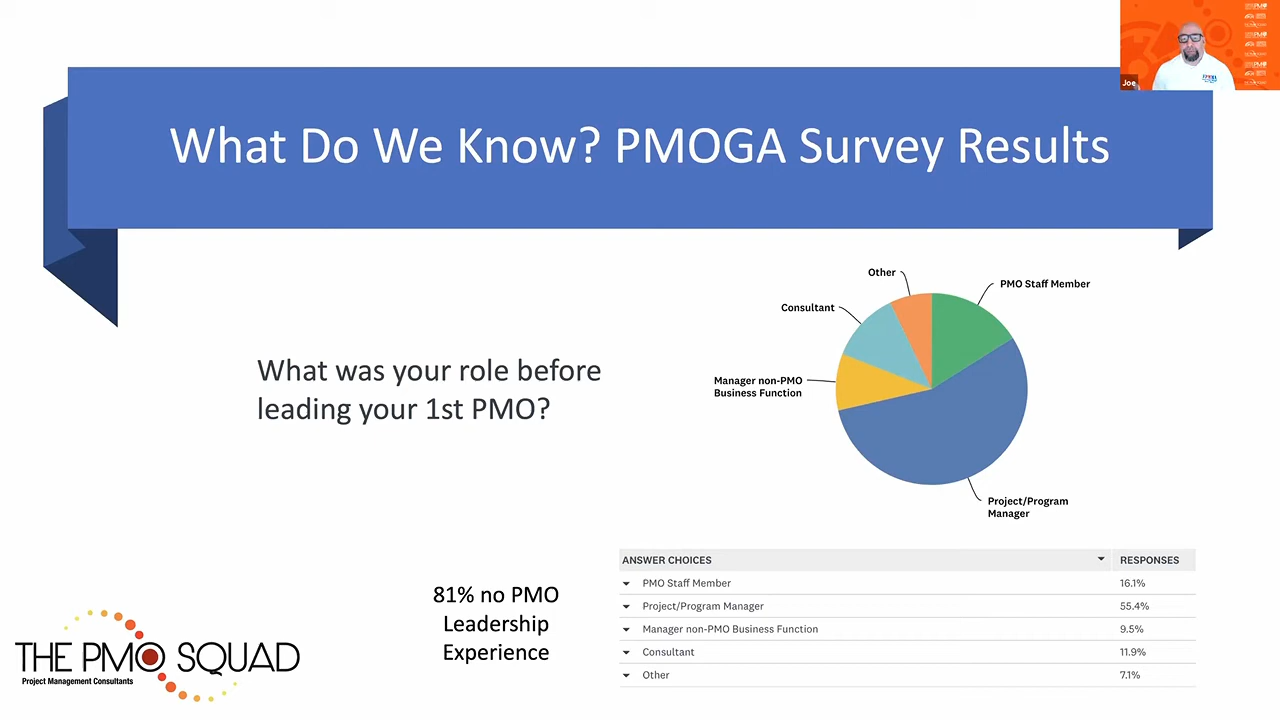 Joe
What Do We Know? PMOGA Survey Results
What was your role before
leading your 1st PMO?
Other
PMO Staff Member
Consultant
Manager non-PMO
Business Function
Project/Program
Manager
81% no PMO
Leadership
Experience
ANSWER CHOICES RESPONSES
PMO Staff Member 16.1%
Project/Program Manager 55.4%
Manager non-PMO Business Function 9.5%
Consultant 11.9%
Other 7.1%
THE PMO SQUAD
Project Management Consultants